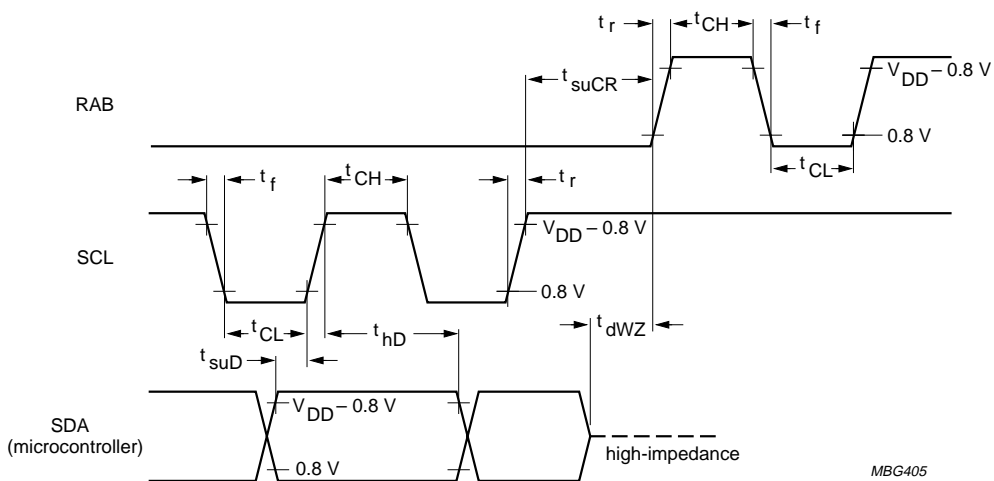 t r
t CH
t f
t suCR
V DD – 0.8 V
RAB
0.8 V
t CL
t f
t CH
t r
V DD – 0.8 V
SCL
0.8 V
t dWZ
t CL
t hD
t suD
V DD – 0.8 V
SDA
(microcontroller)
high-impedance
0.8 V
MBG405